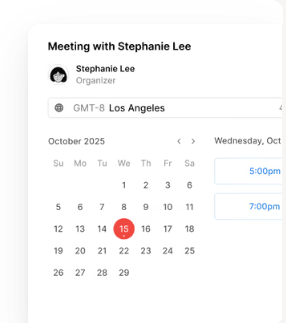 Meeting with Stephanie Lee
Stephanie Lee
Organizer
GMT-8 Los Angeles
October 2025 < >
Su Mo Tu We Th Fr Sa
1 2 3 6
5 6 7 8 9 10 11
12 13 14 15 16 17 18
19 20 21 22 23 24 25
26 27 28 29
Wednesday, Oct
5:00pm
7:00pm